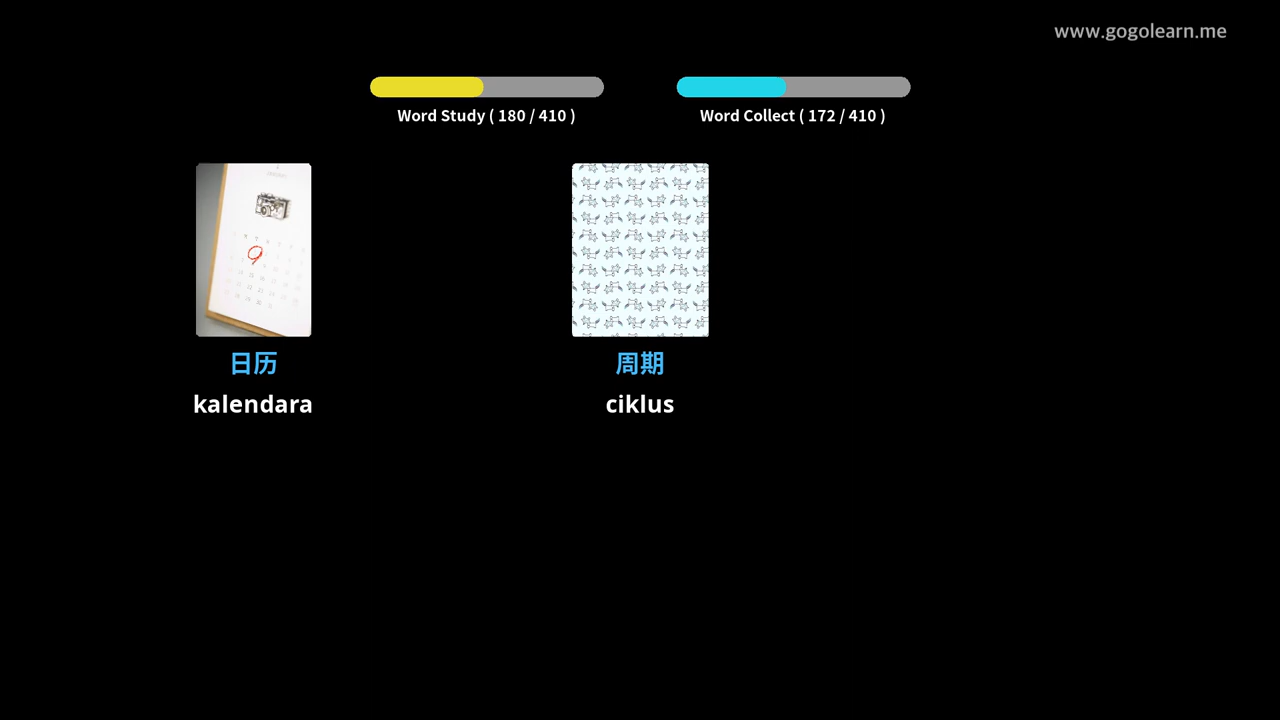 www.gogolearn.me
Word Study ( 180 / 410 )
Word Collect ( 172 / 410 )
日历
周期
kalendara
ciklus